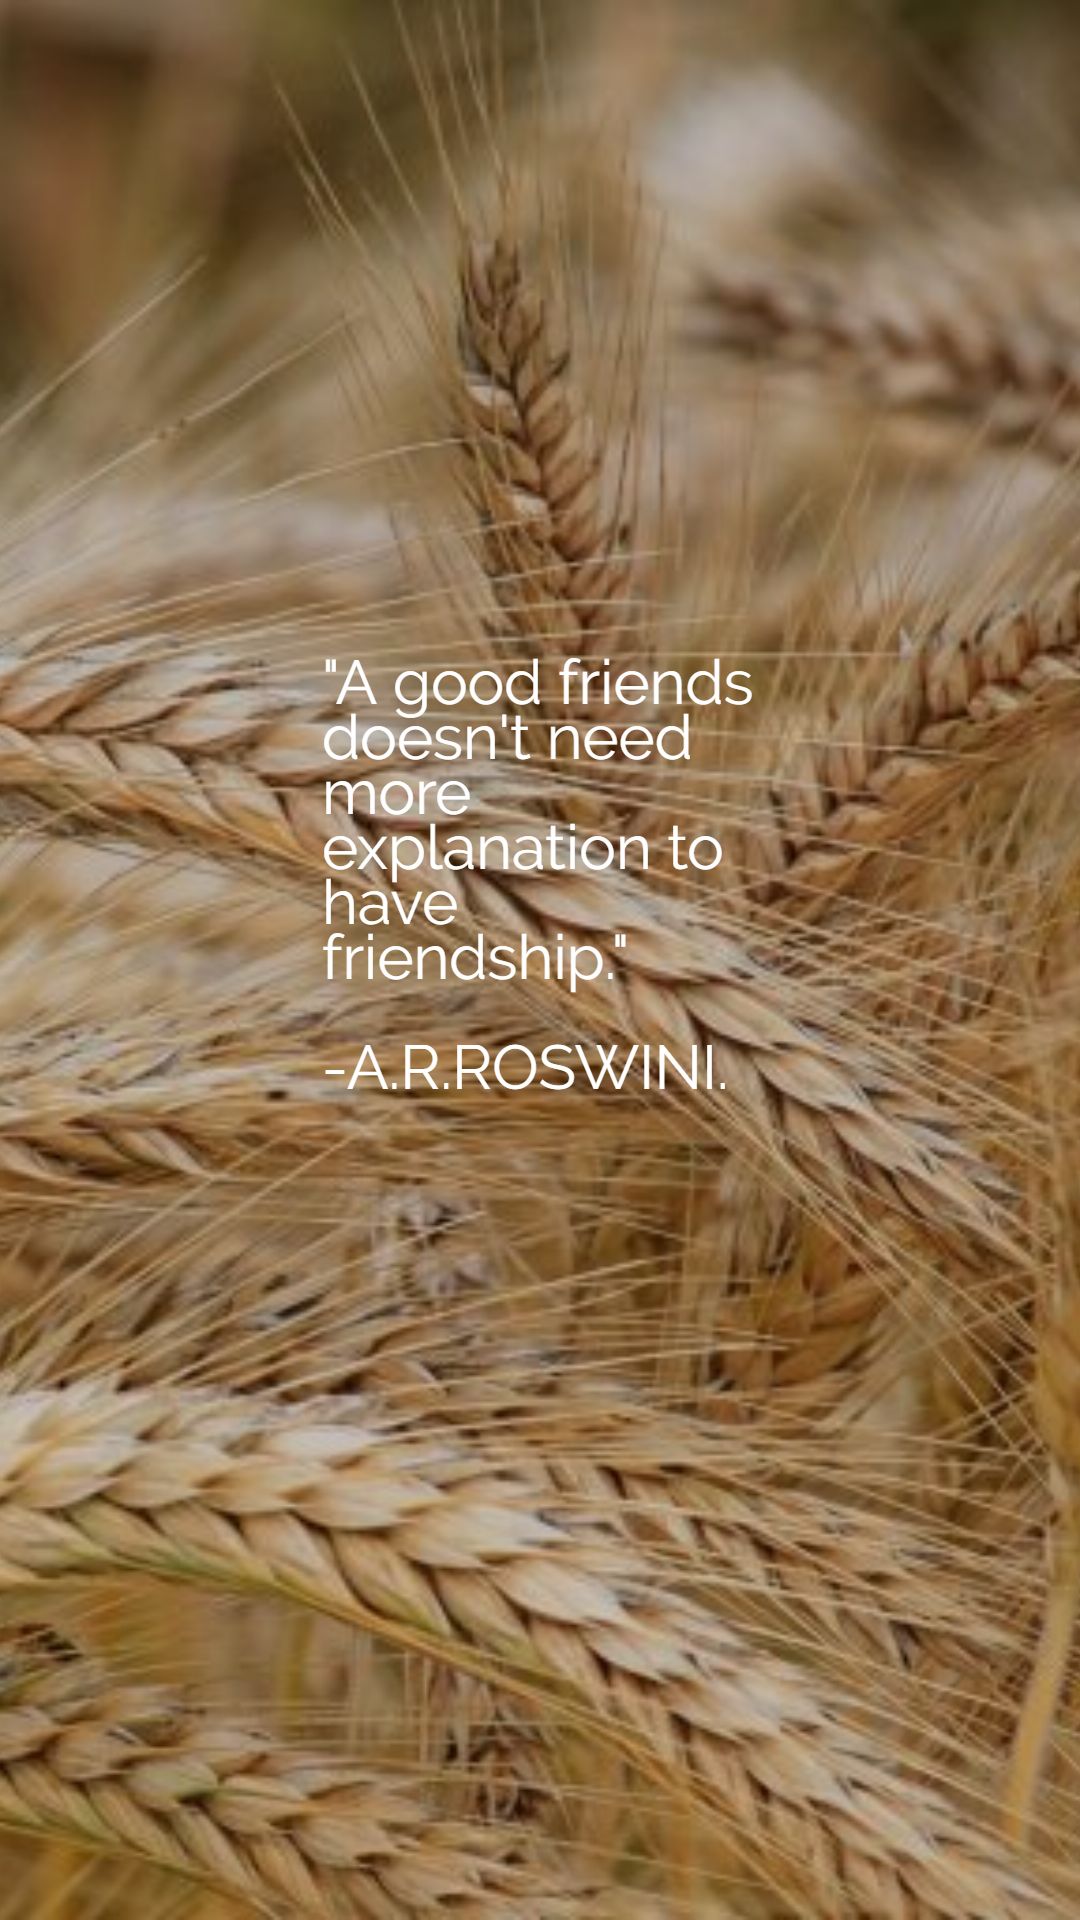 "A good friends
doesn't need
more
explanation to
have
friendship."
-A.R.ROSWINI.